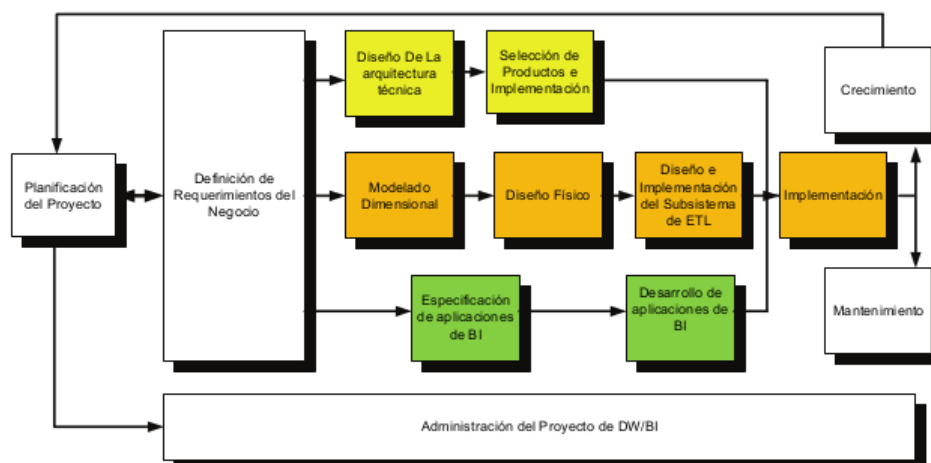 Planificación
del Proyecto
Definición de
Requerimientos del
Negocio
Diseño De La
arquitectura
técnica
Selección de
Productos e
Implementación
Modelado
Dimensional
Diseño Físico
Diseño e
Implementación
del Subsistema
de ETL
Implementación
Especificación
de aplicaciones
de BI
Desarrollo de
aplicaciones de
BI
Crecimiento
Mantenimiento
Administración del Proyecto de DW/BI